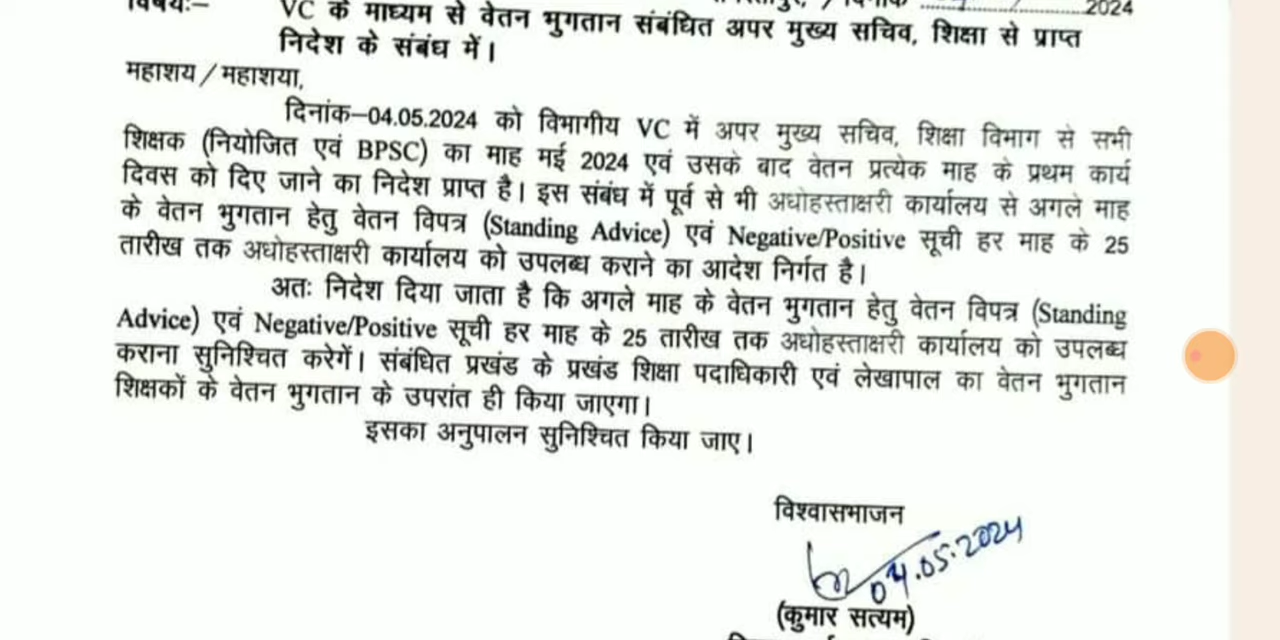 विषयः– VC के माध्यम से वेतन भुगतान संबंधित अपर मुख्य सचिव, शिक्षा से प्राप्त
निदेश के संबंध में।
महाशय/महाशया,
दिनांक–04.05.2024 को विभागीय VC में अपर मुख्य सचिव, शिक्षा विभाग से सभी
शिक्षक (नियोजित एवं BPSC) का माह मई 2024 एवं उसके बाद वेतन प्रत्येक माह के प्रथम कार्य
दिवस को दिए जाने का निदेश प्राप्त है। इस संबंध में पूर्व से भी अधोहस्ताक्षरी कार्यालय से अगले माह
के वेतन भुगतान हेतु वेतन विपत्र (Standing Advice) एवं Negative/Positive सूची हर माह के 25
तारीख तक अधोहस्ताक्षरी कार्यालय को उपलब्ध कराने का आदेश निर्गत है।
अतः निदेश दिया जाता है कि अगले माह के वेतन भुगतान हेतु वेतन विपत्र (Standing
Advice) एवं Negative/Positive सूची हर माह के 25 तारीख तक अधोहस्ताक्षरी कार्यालय को उपलब्ध
कराना सुनिश्चित करेगें। संबंधित प्रखंड के प्रखंड शिक्षा पदाधिकारी एवं लेखापाल का वेतन भुगतान
शिक्षकों के वेतन भुगतान के उपरांत ही किया जाएगा।
इसका अनुपालन सुनिश्चित किया जाए।
विश्वासभाजन
04.05.2024
(कुमार सत्यम)